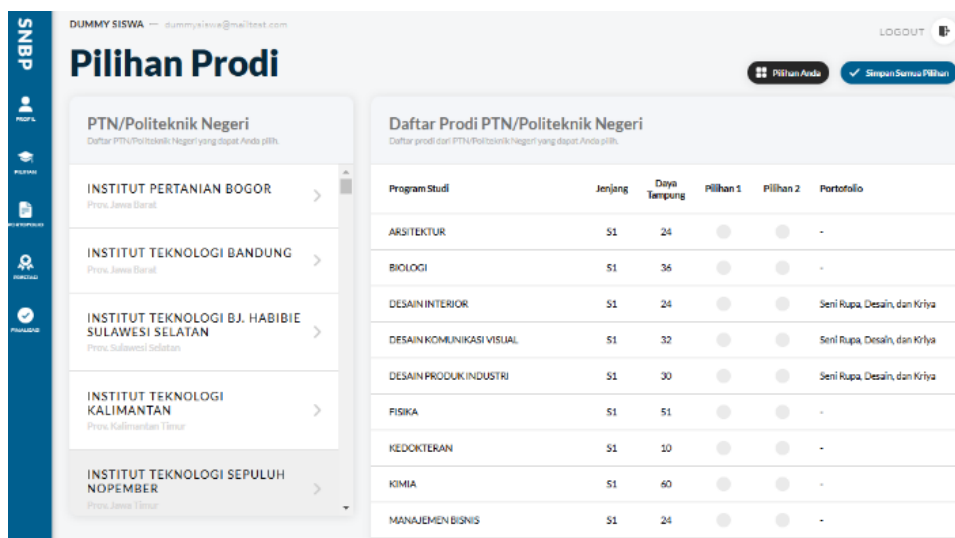 SNBP
DUMMY SISWA — dummysiswa@mailtest.com
LOGOUT
Pilihan Prodi
Pilihan Anda
Simpan Semua Pilihan
PROFIL
PILIHAN
PORTOFOLIO
PRESTASI
FINALISASI
PTN/Politeknik Negeri
Daftar PTN/Politeknik Negeri yang dapat Anda pilih.
INSTITUT PERTANIAN BOGOR
Prov. Jawa Barat
INSTITUT TEKNOLOGI BANDUNG
Prov. Jawa Barat
INSTITUT TEKNOLOGI BJ. HABIBIE
SULAWESI SELATAN
Prov. Sulawesi Selatan
INSTITUT TEKNOLOGI
KALIMANTAN
Prov. Kalimantan Timur
INSTITUT TEKNOLOGI SEPULUH
NOPEMBER
Prov. Jawa Timur
Daftar Prodi PTN/Politeknik Negeri
Daftar prodi dari PTN/Politeknik Negeri yang dapat Anda pilih.
Program Studi Jenjang Daya Tampung Pilihan 1 Pilihan 2 Portofolio
ARSITEKTUR S1 24 -
BIOLOGI S1 36 -
DESAIN INTERIOR S1 24 Seni Rupa, Desain, dan Kriya
DESAIN KOMUNIKASI VISUAL S1 32 Seni Rupa, Desain, dan Kriya
DESAIN PRODUK INDUSTRI S1 30 Seni Rupa, Desain, dan Kriya
FISIKA S1 51 -
KEDOKTERAN S1 10 -
KIMIA S1 60 -
MANAJEMEN BISNIS S1 24 -